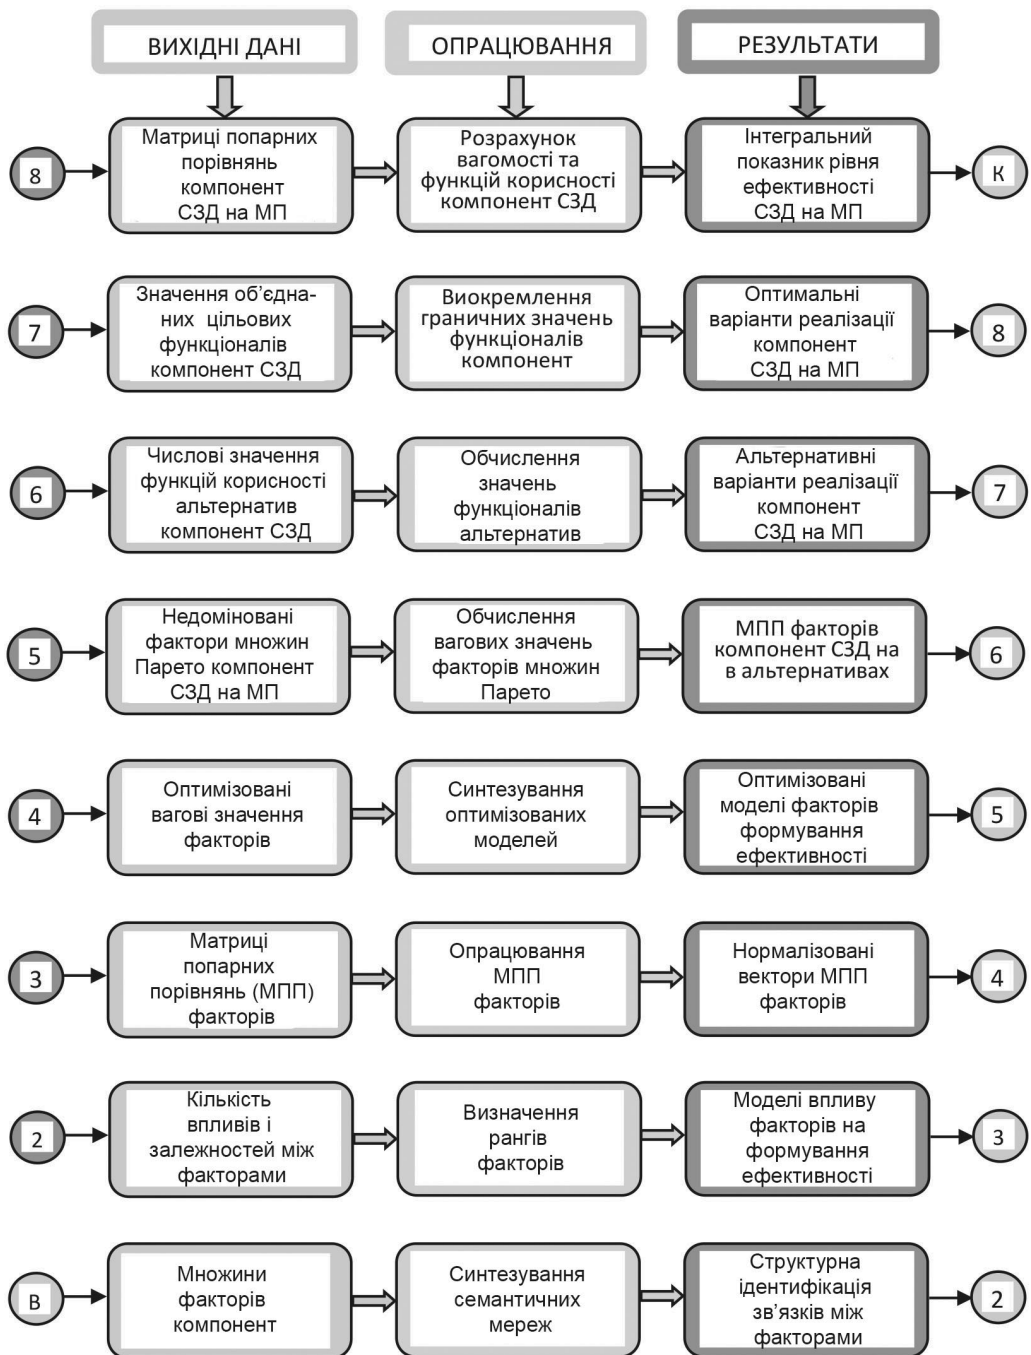 ВИХІДНІ ДАНІ
ОПРАЦЮВАННЯ
РЕЗУЛЬТАТИ
8
Матриці попарних
порівнянь
компонент
СЗД на МП
Розрахунок
вагомості та
функцій корисності
компонент СЗД
Інтегральний
показник рівня
ефективності
СЗД на МП
К
7
Значення об’єдна-
них цільових
функціоналів
компонент СЗД
Виокремлення
граничних значень
функціоналів
компонент
Оптимальні
варіанти реалізації
компонент
СЗД на МП
8
6
Числові значення
функцій корисності
альтернатив
компонент СЗД
Обчислення
значень
функціоналів
альтернатив
Альтернативні
варіанти реалізації
компонент
СЗД на МП
7
5
Недоміновані
фактори множин
Парето компонент
СЗД на МП
Обчислення
вагових значень
факторів множин
Парето
МПП факторів
компонент СЗД на
в альтернативах
6
4
Оптимізовані
вагові значення
факторів
Синтезування
оптимізованих
моделей
Оптимізовані
моделі факторів
формування
ефективності
5
3
Матриці
попарних
порівнянь (МПП)
факторів
Опрацювання
МПП
факторів
Нормалізовані
вектори МПП
факторів
4
2
Кількість
впливів і
залежностей між
факторами
Визначення
рангів
факторів
Моделі впливу
факторів на
формування
ефективності
3
В
Множини
факторів
компонент
Синтезування
семантичних
мереж
Структурна
ідентифікація
зв’язків між
факторами
2